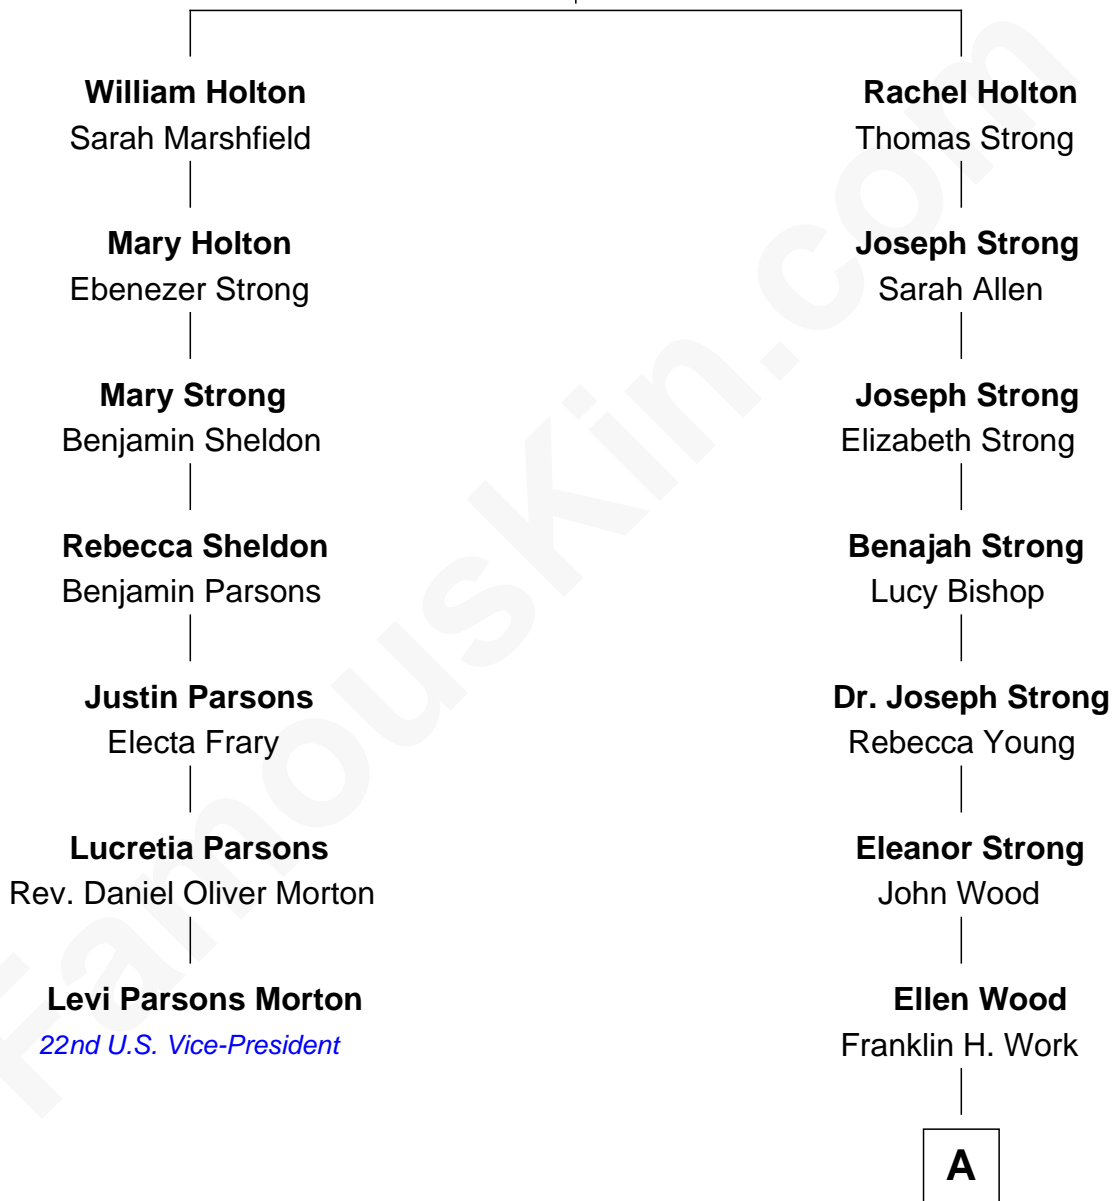 William Holton
Sarah Marshfield
Rachel Holton
Thomas Strong
Mary Holton
Ebenezer Strong
Joseph Strong
Sarah Allen
Mary Strong
Benjamin Sheldon
Joseph Strong
Elizabeth Strong
Rebecca Sheldon
Benjamin Parsons
Benajah Strong
Lucy Bishop
Justin Parsons
Electa Frary
Dr. Joseph Strong
Rebecca Young
Lucretia Parsons
Rev. Daniel Oliver Morton
Eleanor Strong
John Wood
Levi Parsons Morton
22nd U.S. Vice-President
Ellen Wood
Franklin H. Work
A
FamousKin.com